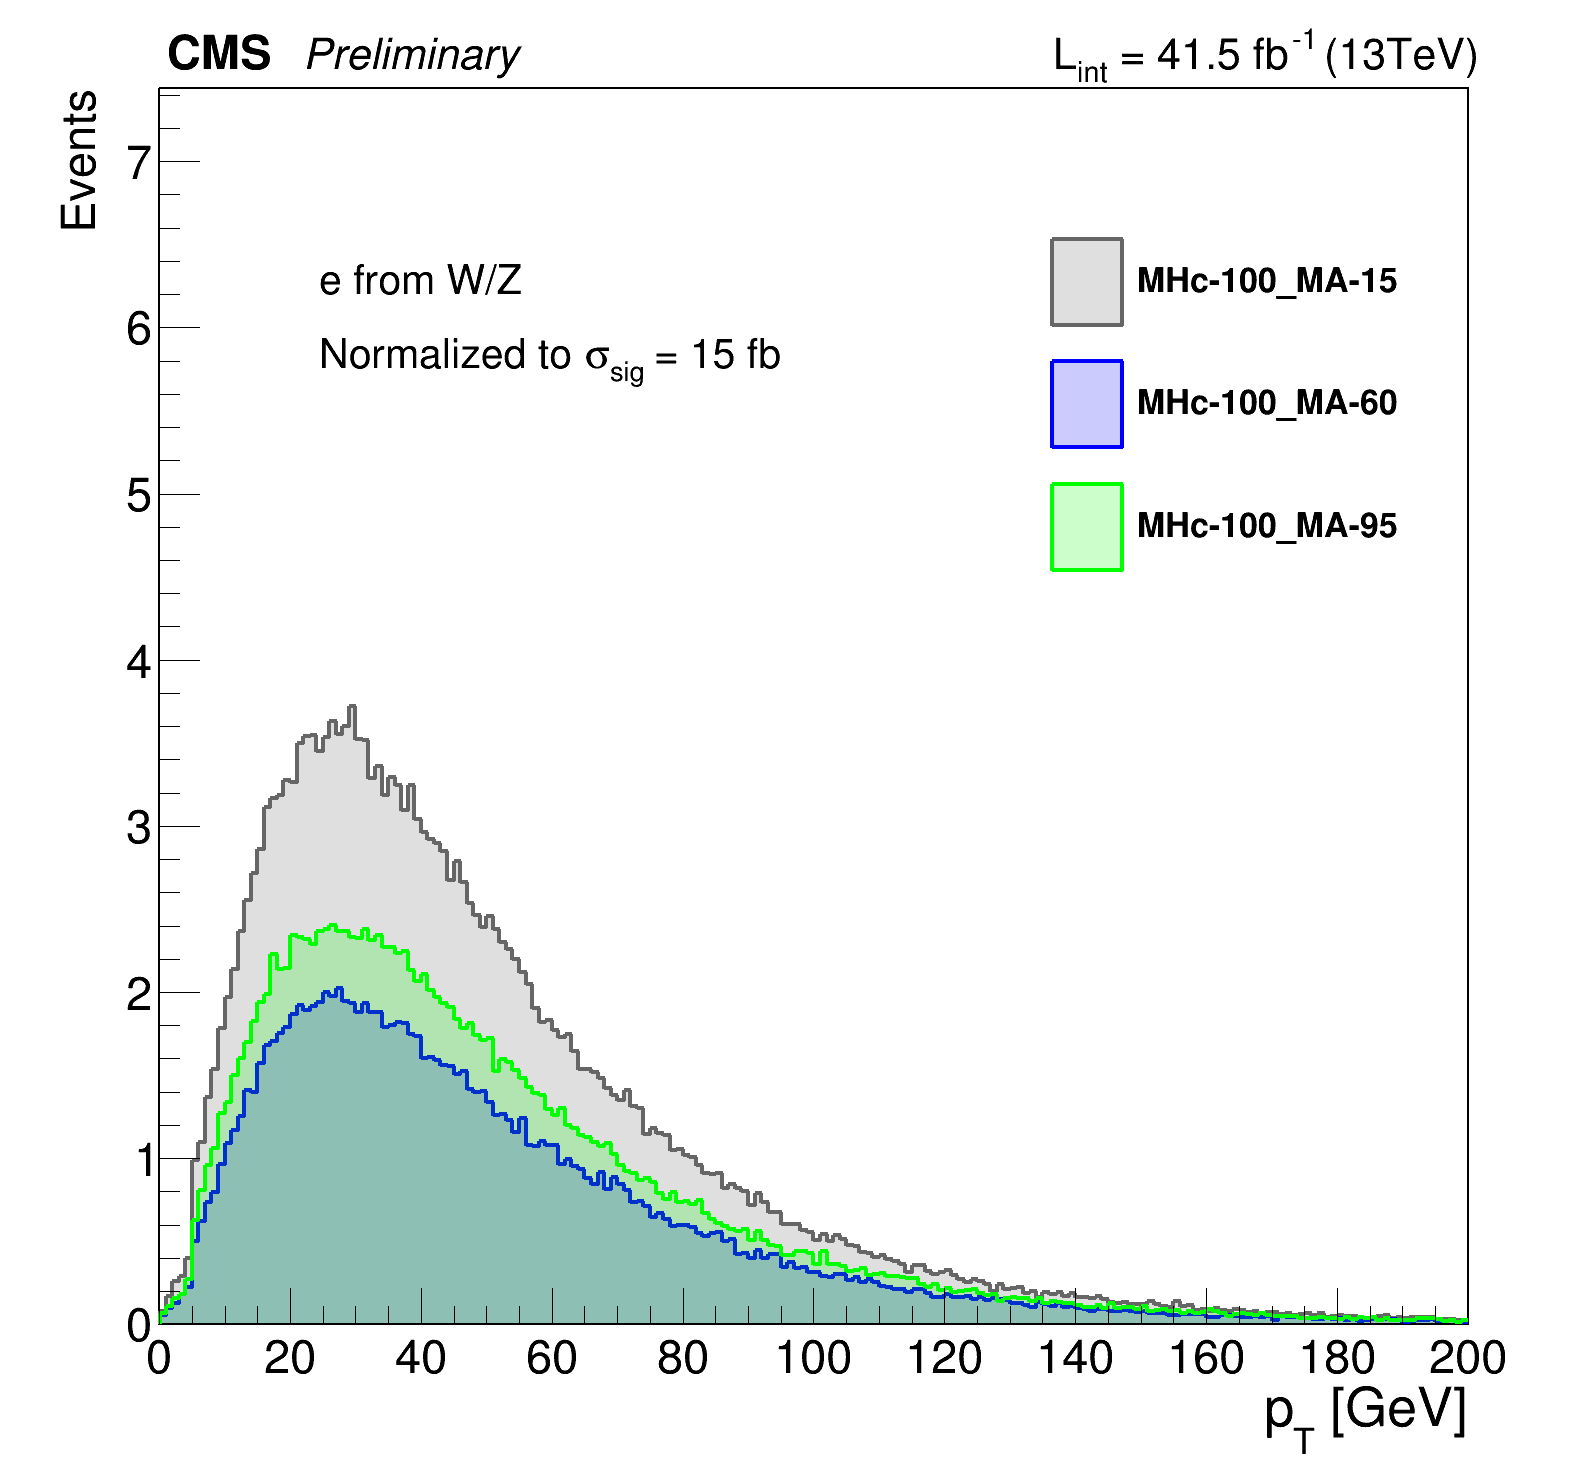 CMS Preliminary L_int = 41.5 fb^-1 (13TeV)
Events
7
6
5
4
3
2
1
0
e from W/Z
Normalized to σ_sig = 15 fb
MHc-100_MA-15
MHc-100_MA-60
MHc-100_MA-95
0 20 40 60 80 100 120 140 160 180 200
p_T [GeV]